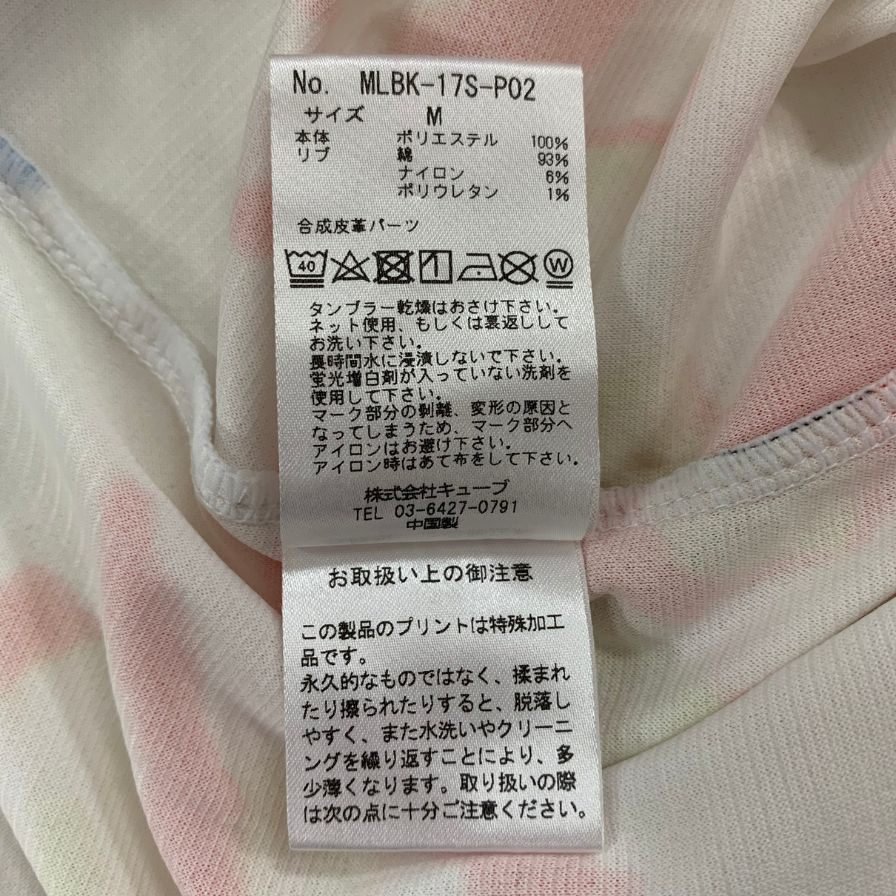 No. MLBK-17S-P02
サイズ M
本体 ポリエステル 100%
リブ 綿 93%
ナイロン 6%
ポリウレタン 1%
合成皮革パーツ
40 W
タンブラー乾燥はおさけ下さい。
ネット使用、もしくは裏返しして
お洗い下さい。
長時間水に浸漬しないで下さい。
蛍光増白剤が入っていない洗剤を
使用して下さい。
マーク部分の剥離、変形の原因と
なってしまうため、マーク部分へ
アイロンはお避け下さい。
アイロン時はあて布をして下さい。
株式会社キューブ
TEL 03-6427-0791
中国製
お取扱い上の御注意
この製品のプリントは特殊加工
品です。
永久的なものではなく、揉まれ
たり擦られたりすると、脱落し
やすく、また水洗いやクリーニ
ングを繰り返すことにより、多
少薄くなります。取り扱いの際
は次の点に十分ご注意ください。